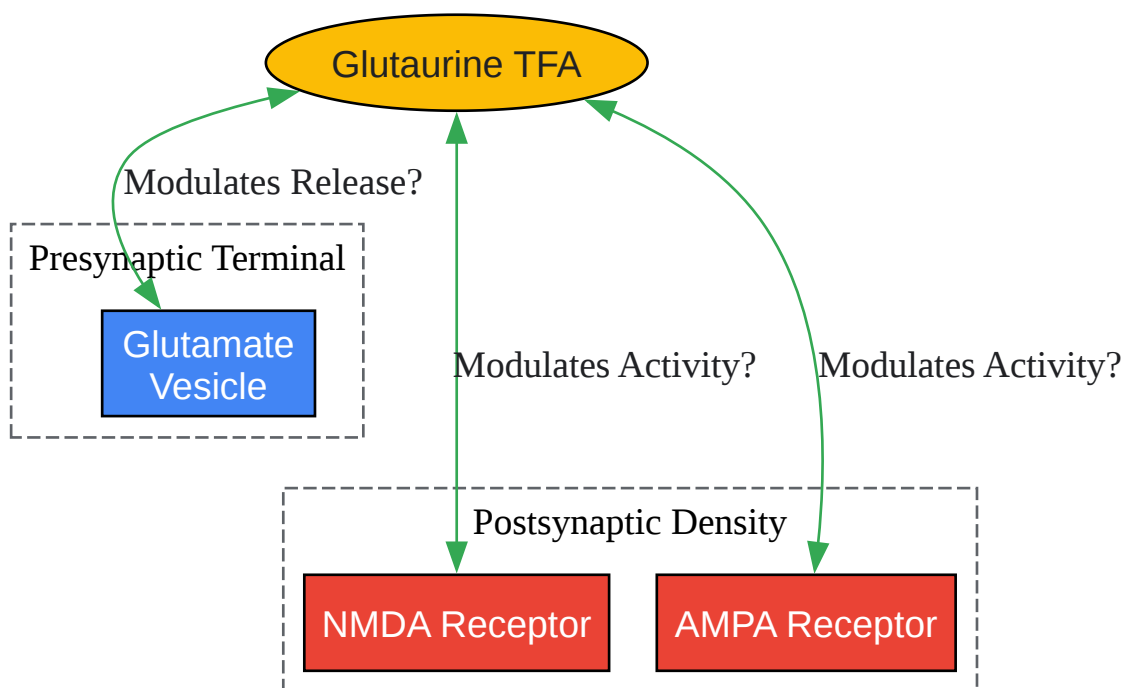 Glutaurine TFA
Modulates Release?
Presynaptic Terminal
Glutamate
Vesicle
Modulates Activity?
Modulates Activity?
Postsynaptic Density
NMDA Receptor
AMPA Receptor